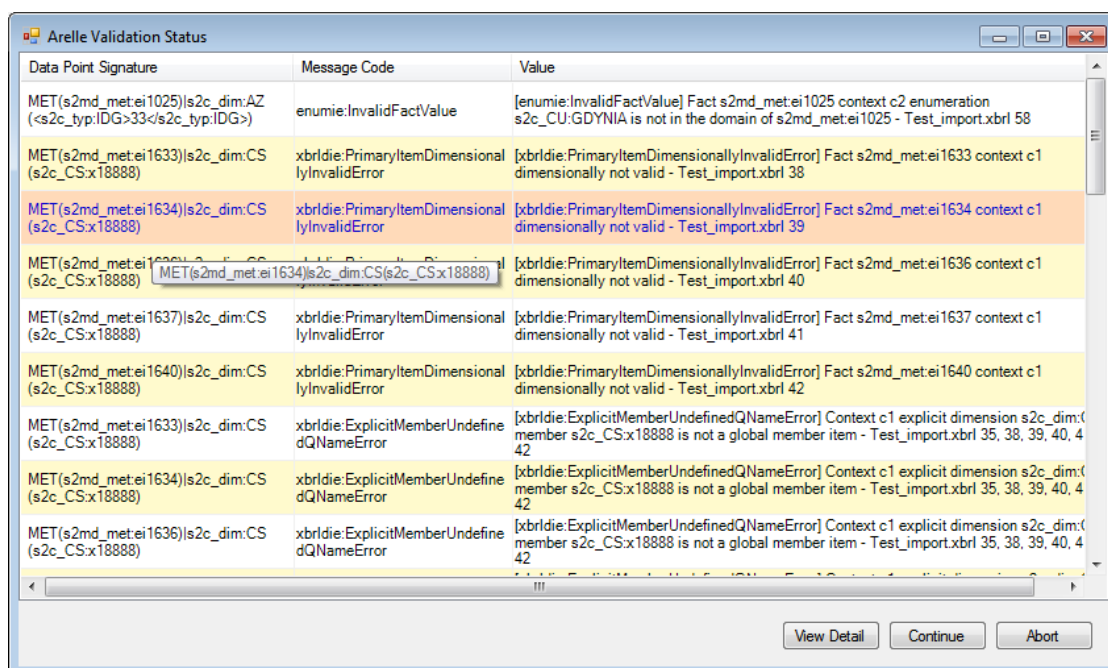 Arelle Validation Status
Data Point Signature Message Code Value
MET(s2md_met:ei1025)|s2c_dim:AZ
(<s2c_typ:IDG>33</s2c_typ:IDG>)
enumie:InvalidFactValue
[enumie:InvalidFactValue] Fact s2md_met:ei1025 context c2 enumeration
s2c_CU:GDYNIA is not in the domain of s2md_met:ei1025 - Test_import.xbrl 58
MET(s2md_met:ei1633)|s2c_dim:CS
(s2c_CS:x18888)
xbrldie:PrimaryItemDimensional
lyInvalidError
[xbrldie:PrimaryItemDimensionallyInvalidError] Fact s2md_met:ei1633 context c1
dimensionally not valid - Test_import.xbrl 38
MET(s2md_met:ei1634)|s2c_dim:CS
(s2c_CS:x18888)
xbrldie:PrimaryItemDimensional
lyInvalidError
[xbrldie:PrimaryItemDimensionallyInvalidError] Fact s2md_met:ei1634 context c1
dimensionally not valid - Test_import.xbrl 39
(s2c_CS:x18888)
MET(s2md_met:ei1634)|s2c_dim:CS(s2c_CS:x18888)
[xbrldie:PrimaryItemDimensionallyInvalidError] Fact s2md_met:ei1636 context c1
dimensionally not valid - Test_import.xbrl 40
MET(s2md_met:ei1637)|s2c_dim:CS
(s2c_CS:x18888)
xbrldie:PrimaryItemDimensional
lyInvalidError
[xbrldie:PrimaryItemDimensionallyInvalidError] Fact s2md_met:ei1637 context c1
dimensionally not valid - Test_import.xbrl 41
MET(s2md_met:ei1640)|s2c_dim:CS
(s2c_CS:x18888)
xbrldie:PrimaryItemDimensional
lyInvalidError
[xbrldie:PrimaryItemDimensionallyInvalidError] Fact s2md_met:ei1640 context c1
dimensionally not valid - Test_import.xbrl 42
MET(s2md_met:ei1633)|s2c_dim:CS
(s2c_CS:x18888)
xbrldie:ExplicitMemberUndefine
dQNameError
[xbrldie:ExplicitMemberUndefinedQNameError] Context c1 explicit dimension s2c_dim:
member s2c_CS:x18888 is not a global member item - Test_import.xbrl 35, 38, 39, 40, 4
42
MET(s2md_met:ei1634)|s2c_dim:CS
(s2c_CS:x18888)
xbrldie:ExplicitMemberUndefine
dQNameError
[xbrldie:ExplicitMemberUndefinedQNameError] Context c1 explicit dimension s2c_dim:
member s2c_CS:x18888 is not a global member item - Test_import.xbrl 35, 38, 39, 40, 4
42
MET(s2md_met:ei1636)|s2c_dim:CS
(s2c_CS:x18888)
xbrldie:ExplicitMemberUndefine
dQNameError
[xbrldie:ExplicitMemberUndefinedQNameError] Context c1 explicit dimension s2c_dim:
member s2c_CS:x18888 is not a global member item - Test_import.xbrl 35, 38, 39, 40, 4
42
View Detail Continue Abort